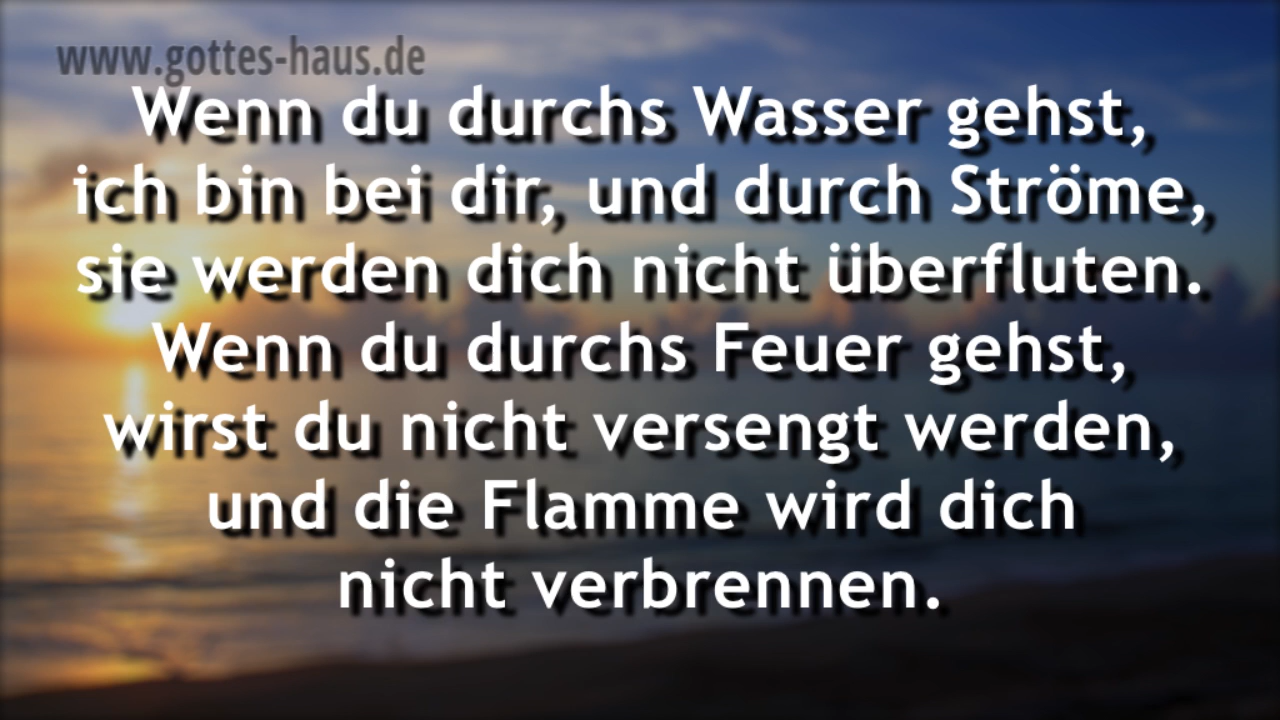 www.gottes-haus.de
Wenn du durchs Wasser gehst,
ich bin bei dir, und durch Ströme,
sie werden dich nicht überfluten.
Wenn du durchs Feuer gehst,
wirst du nicht versengt werden,
und die Flamme wird dich
nicht verbrennen.